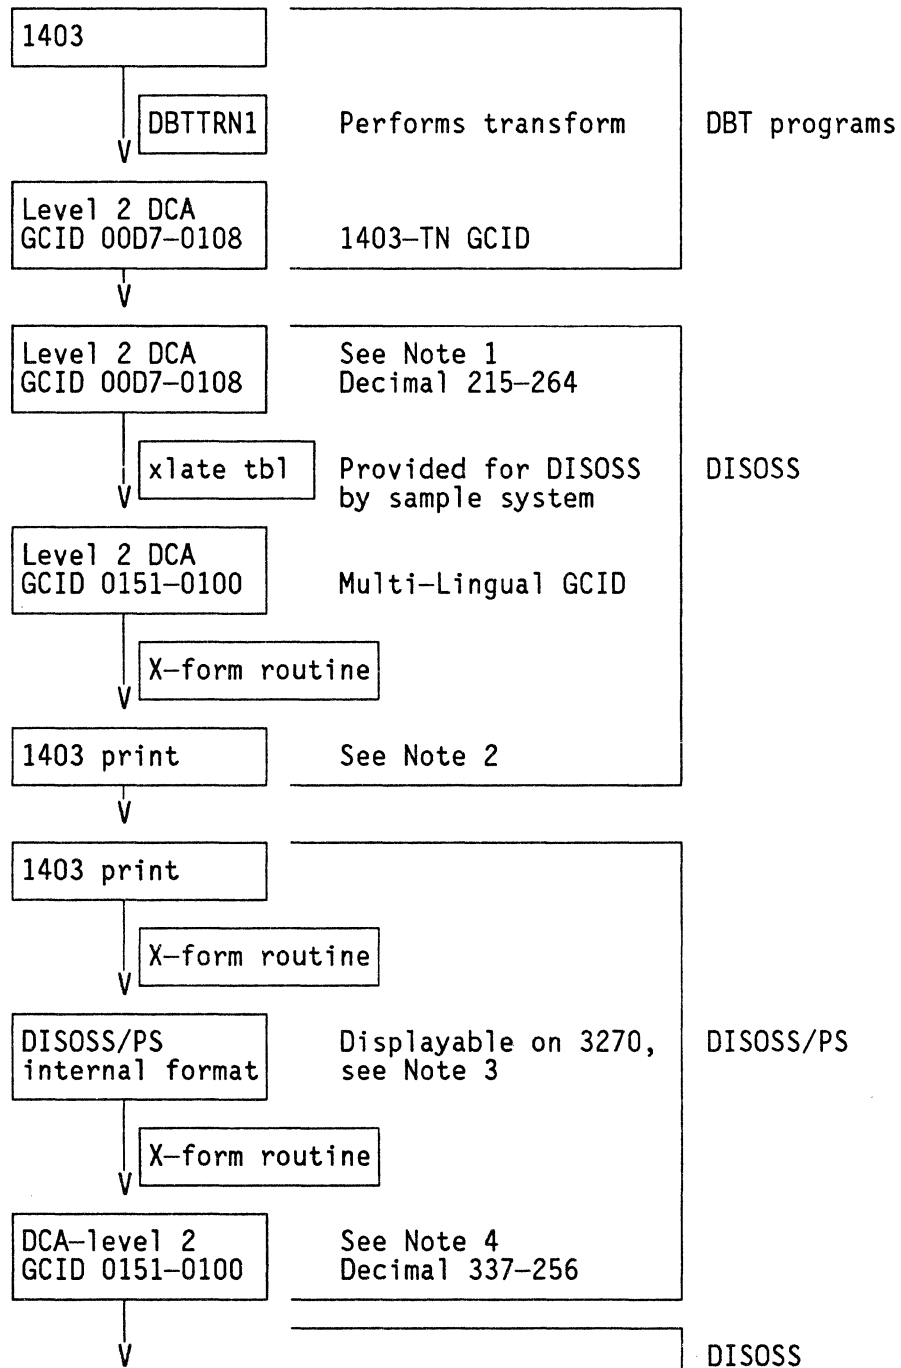 1403
DBTTRN1 Performs transform DBT programs
Level 2 DCA
GCID 00D7-0108 1403-TN GCID
V
Level 2 DCA See Note 1
GCID 00D7-0108 Decimal 215-264
xlate tbl Provided for DISOSS DISOSS
V by sample system
Level 2 DCA
GCID 0151-0100 Multi-Lingual GCID
X-form routine
V
1403 print See Note 2
V
1403 print
X-form routine
V
DISOSS/PS Displayable on 3270, DISOSS/PS
internal format see Note 3
X-form routine
V
DCA-level 2 See Note 4
GCID 0151-0100 Decimal 337-256
V DISOSS